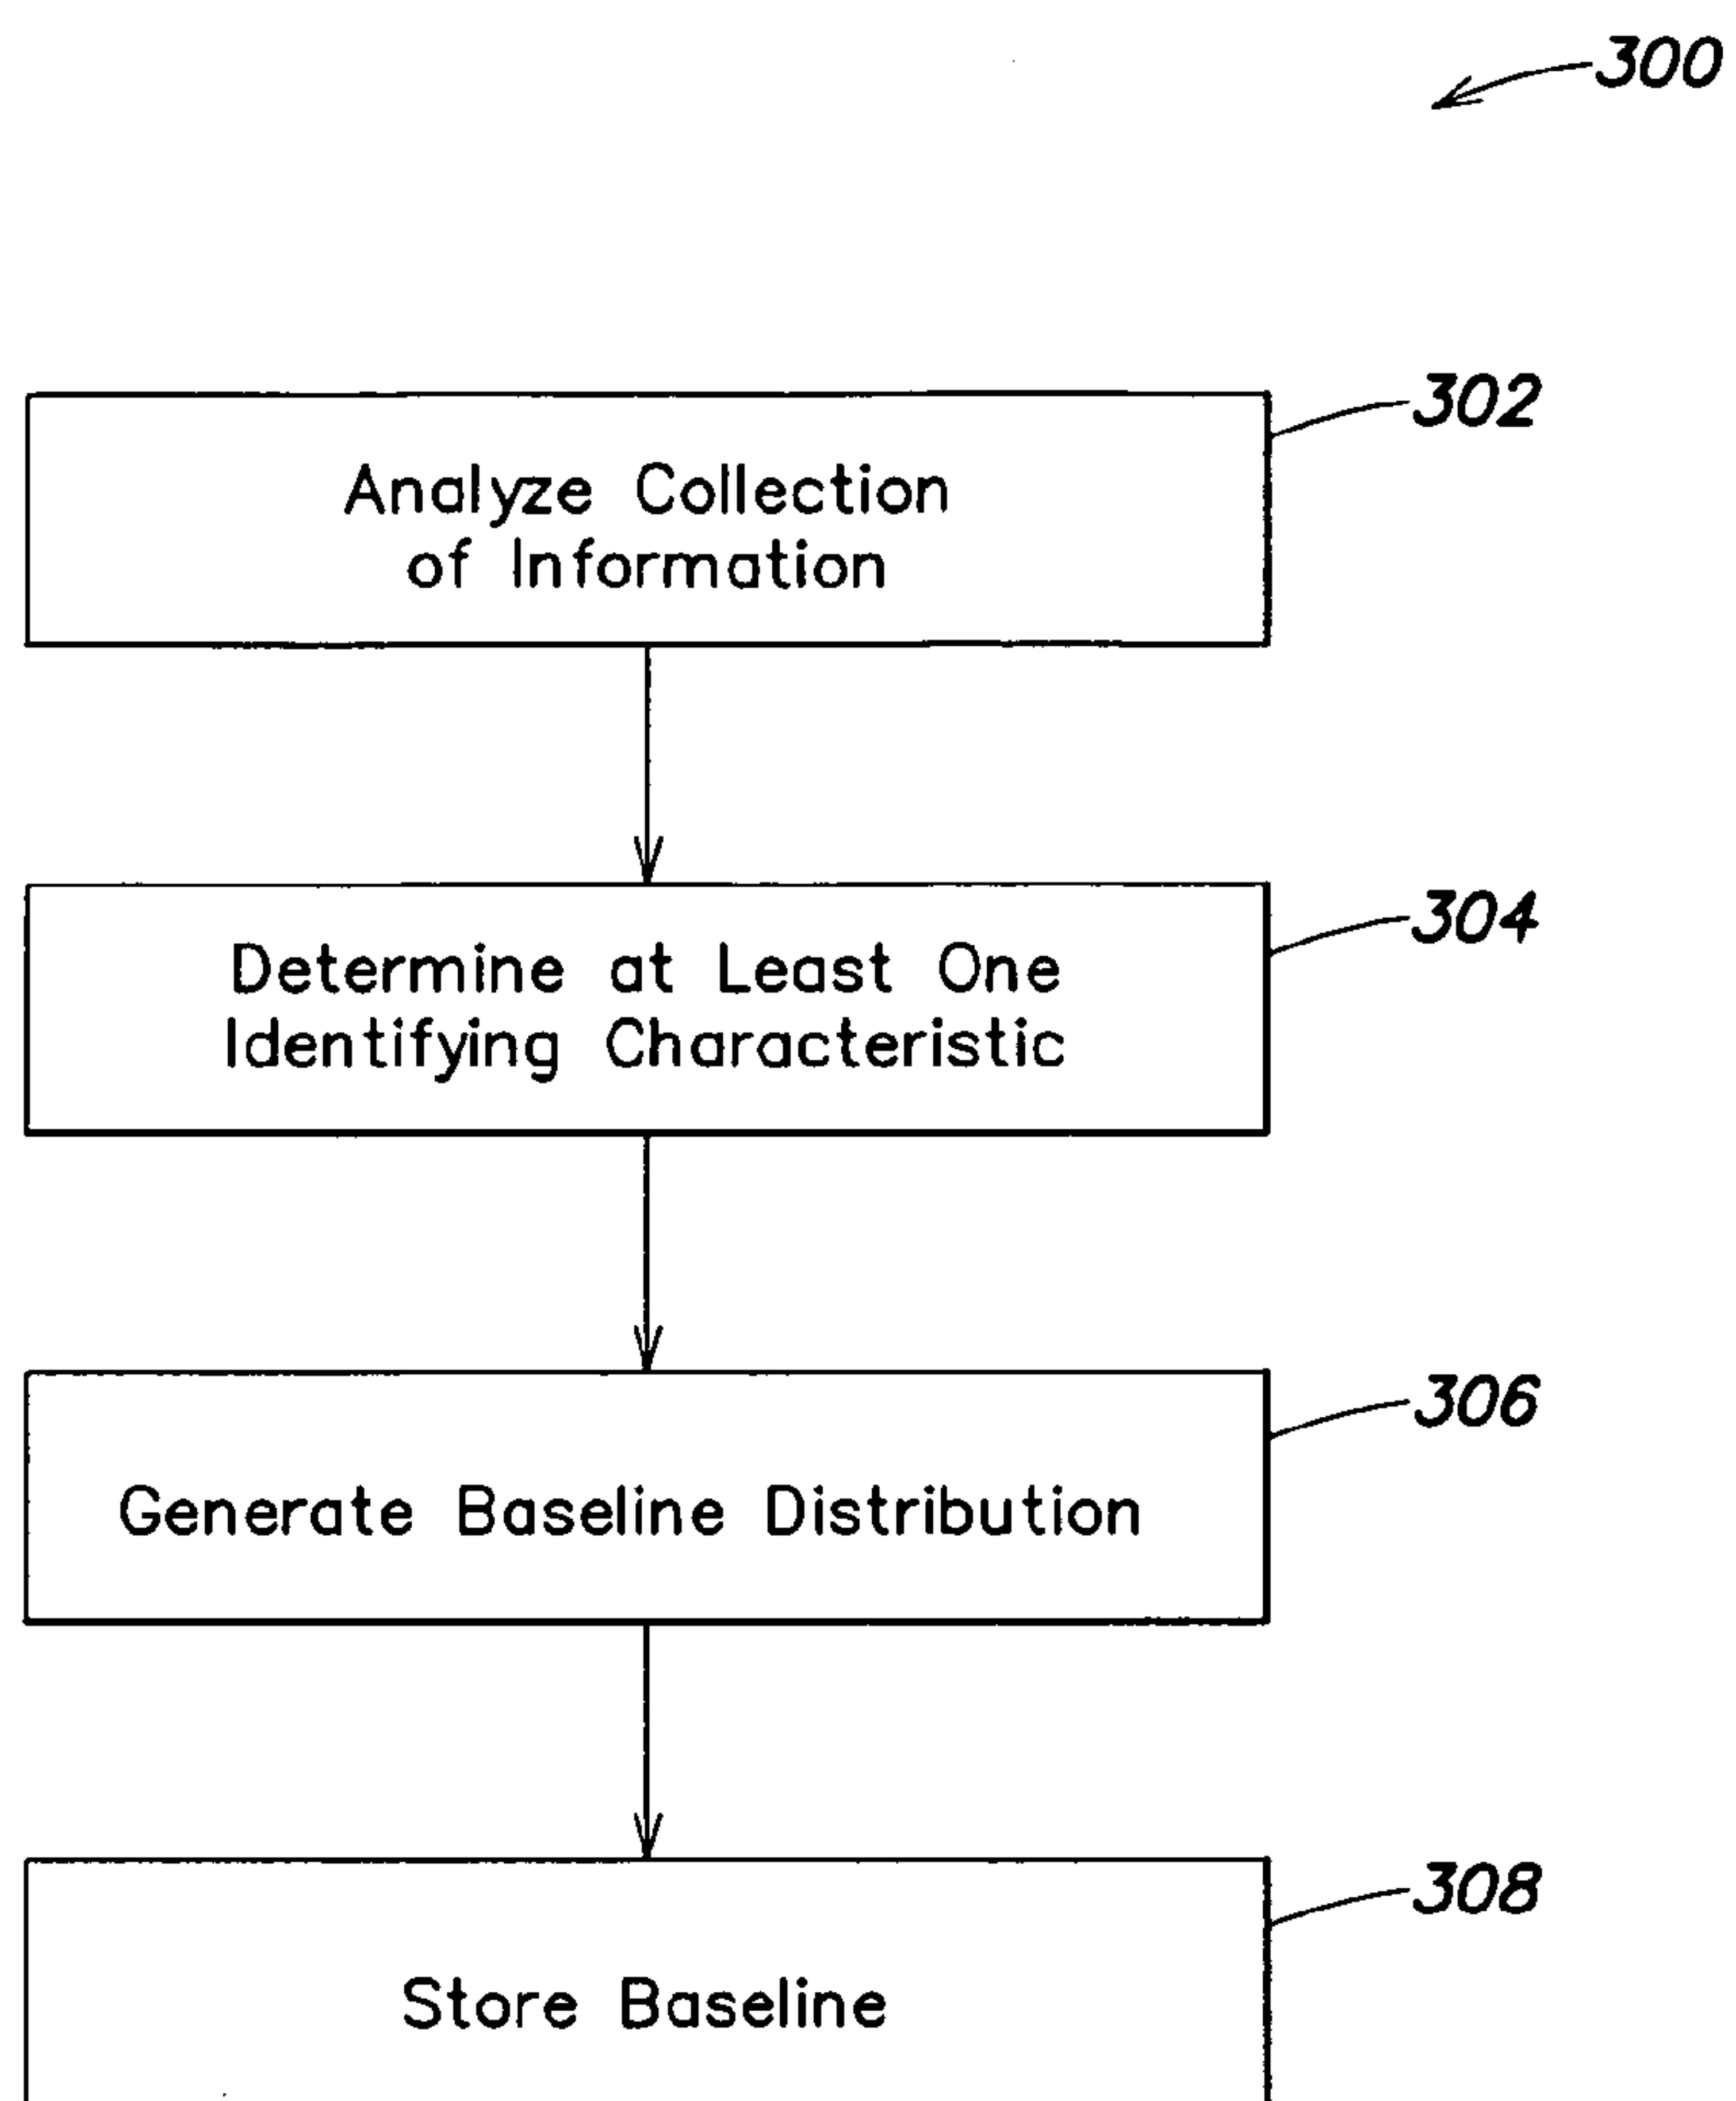 300
302
Analyze Collection
of Information
304
Determine at Least One
Identifying Characteristic
306
Generate Baseline Distribution
308
Store Baseline